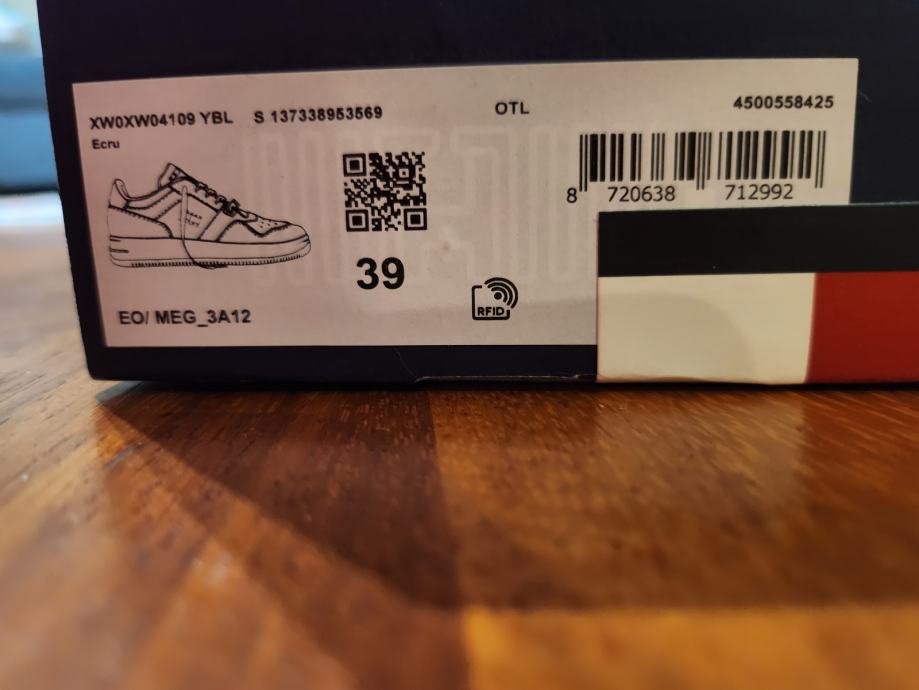 XW0XW04109 YBL S 137338953569 OTL 4500558425
Ecru
8 720638 712992
39
RFID
EO/ MEG_3A12